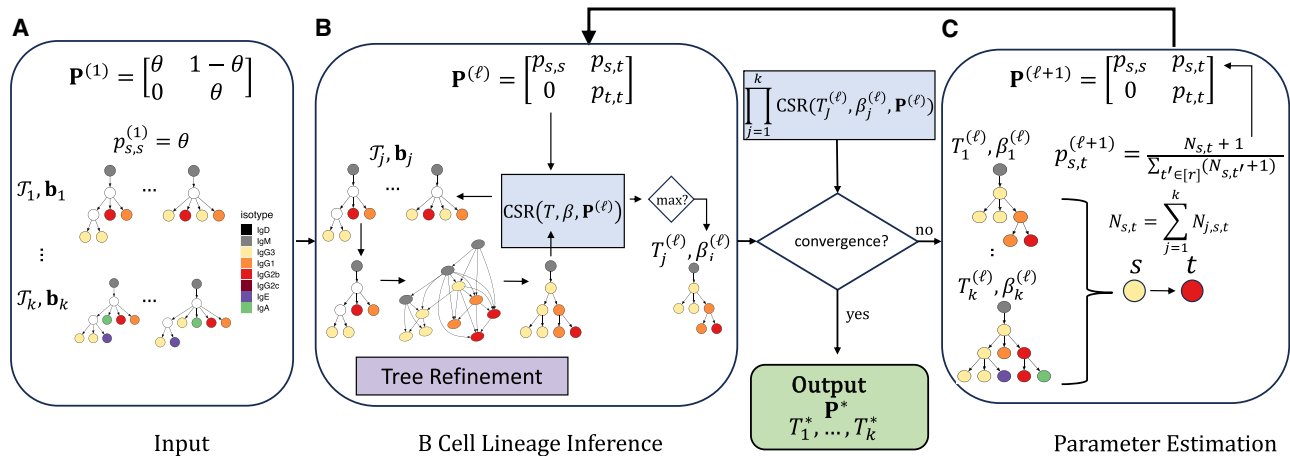 A
P^(1) = [θ 1 − θ
0 θ]
p_{s,s}^(1) = θ
𝒯_1, b_1
...
⋮
𝒯_k, b_k
...
isotype
IgD
IgM
IgG3
IgG1
IgG2b
IgG2c
IgE
IgA
Input
B
P^(ℓ) = [p_{s,s} p_{s,t}
0 p_{t,t}]
𝒯_j, b_j
...
CSR(T, β, P^(ℓ))
max?
T_j^(ℓ), β_i^(ℓ)
Tree Refinement
B Cell Lineage Inference
∏_{j=1}^{k} CSR(T_j^(ℓ), β_j^(ℓ), P^(ℓ))
convergence?
no
yes
Output
P*
T_1^*, ..., T_k^*
C
P^(ℓ+1) = [p_{s,s} p_{s,t}
0 p_{t,t}]
T_1^(ℓ), β_1^(ℓ)
p_{s,t}^(ℓ+1) = (N_{s,t} + 1) / (∑_{t′∈[r]} (N_{s,t′}+1))
N_{s,t} = ∑_{j=1}^{k} N_{j,s,t}
:
T_k^(ℓ), β_k^(ℓ)
s t
Parameter Estimation